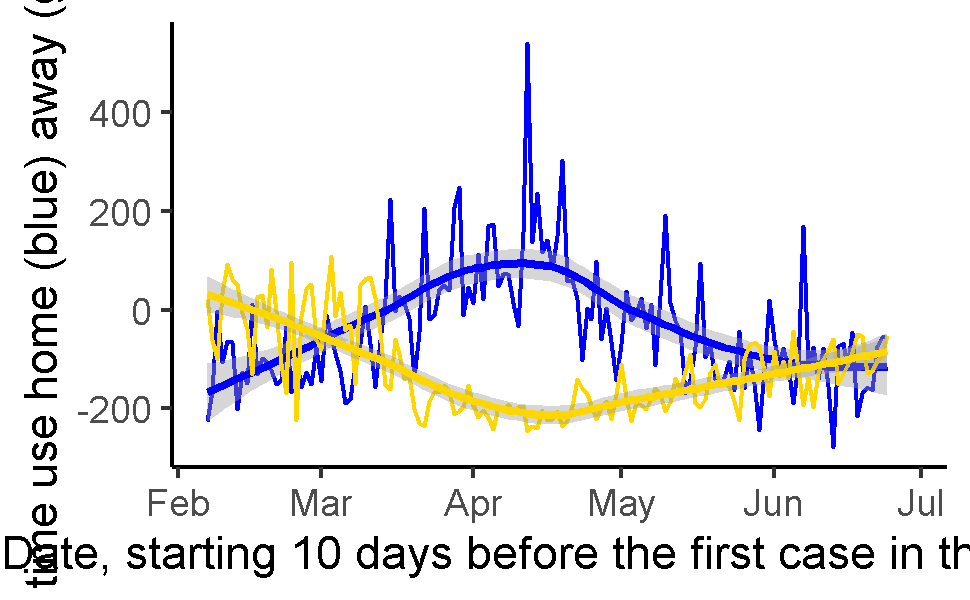 time use home (blue) away (
400
200
0
-200
Feb Mar Apr May Jun Jul
Date, starting 10 days before the first case in th